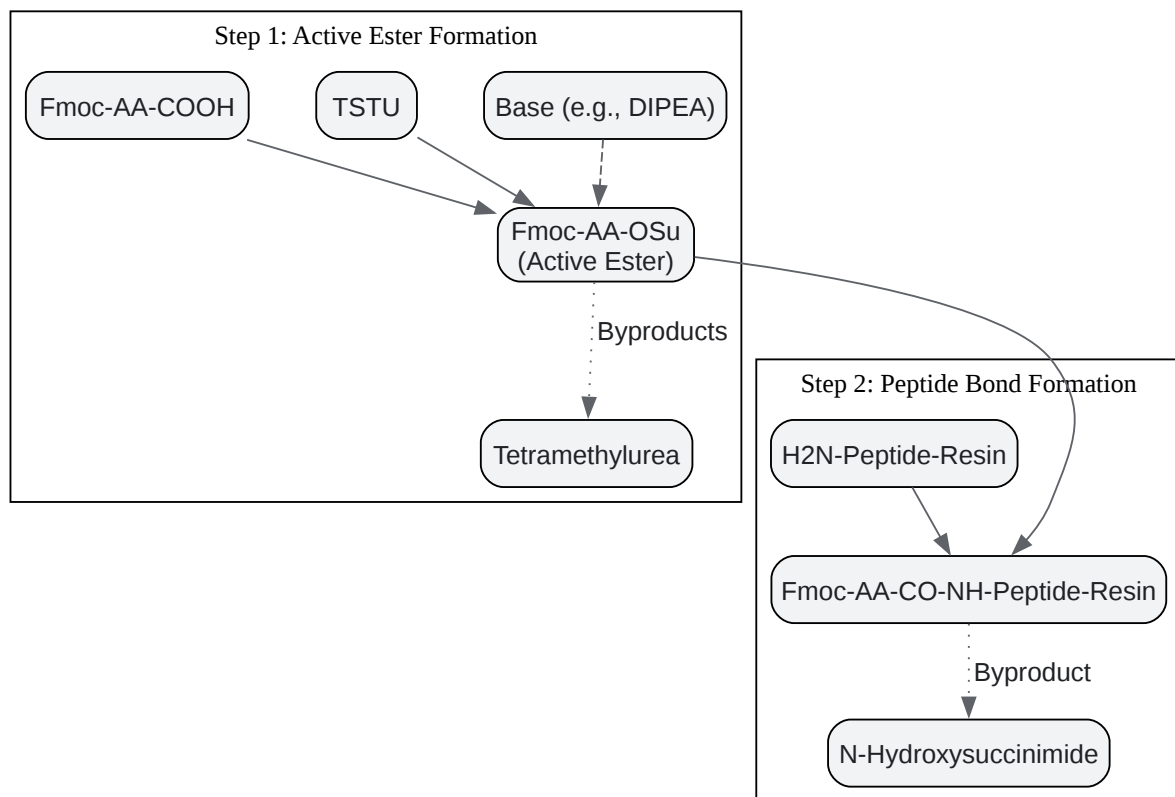 Step 1: Active Ester Formation
Fmoc-AA-COOH
TSTU
Base (e.g., DIPEA)
Fmoc-AA-OSu
(Active Ester)
Byproducts
Tetramethylurea
Step 2: Peptide Bond Formation
H2N-Peptide-Resin
Fmoc-AA-CO-NH-Peptide-Resin
Byproduct
N-Hydroxysuccinimide